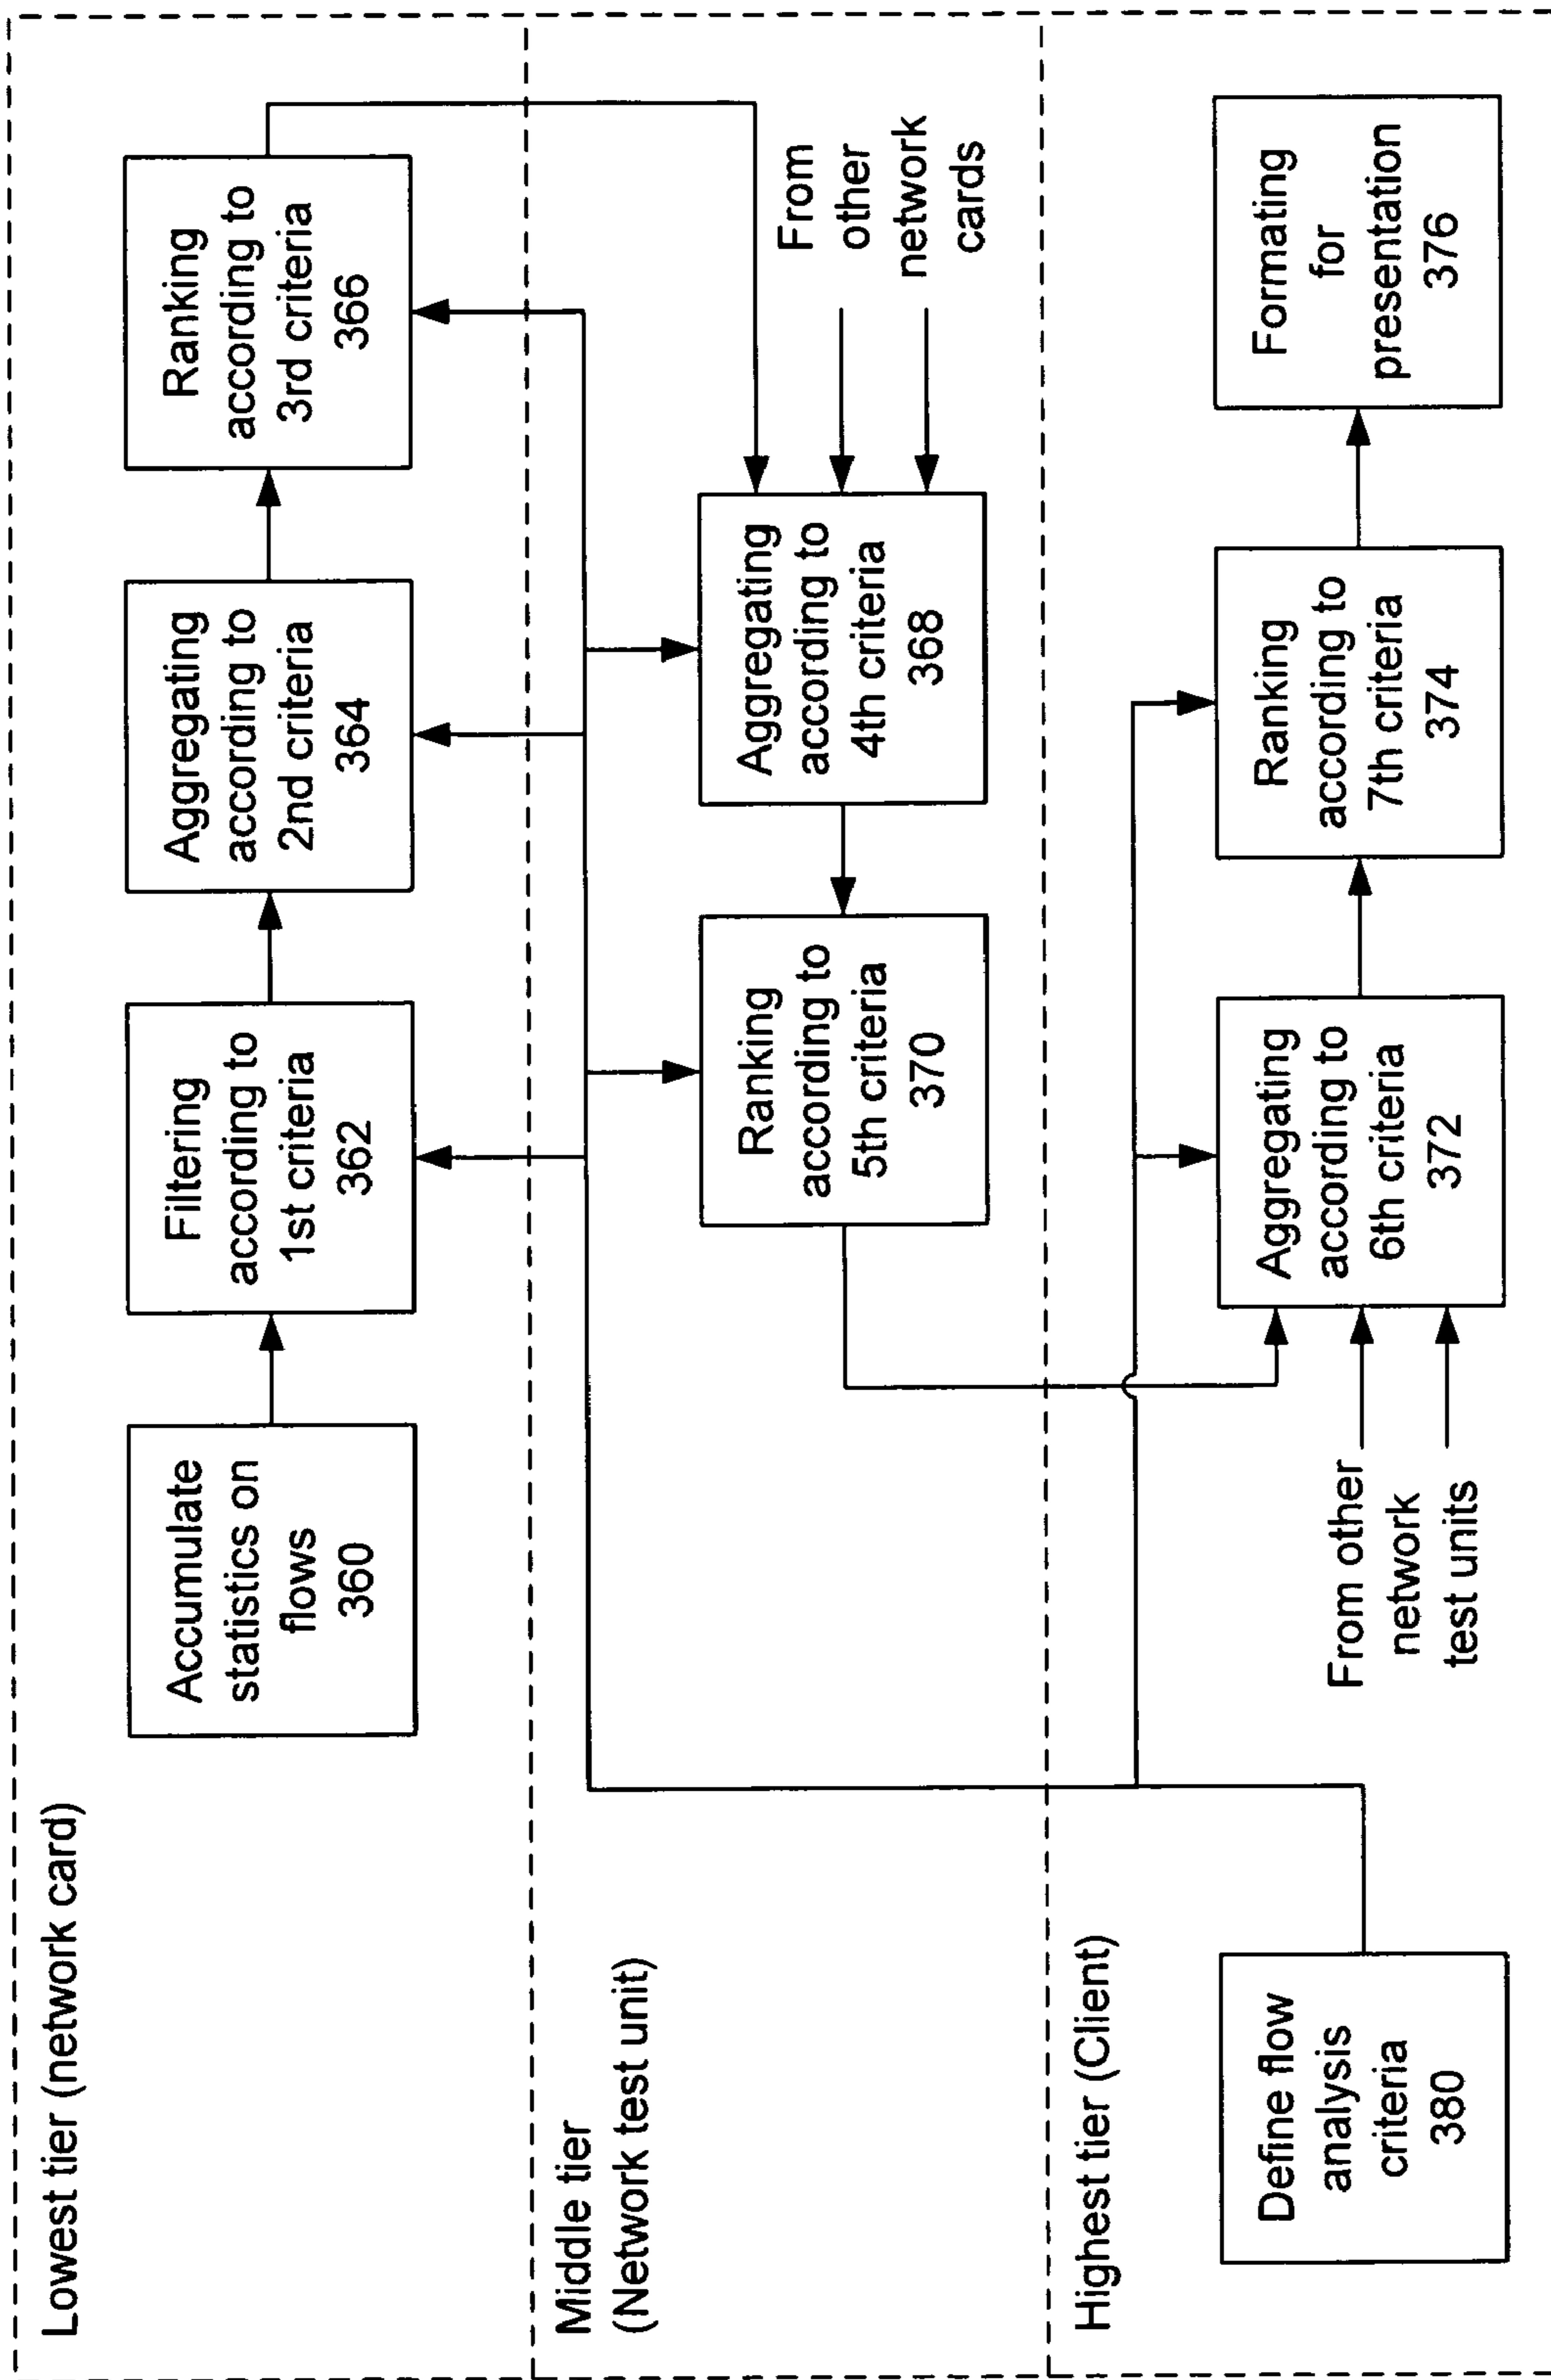 Lowest tier (network card)
Accumulate
statistics on
flows
360
Filtering
according to
1st criteria
362
Aggregating
according to
2nd criteria
364
Ranking
according to
3rd criteria
366
Middle tier
(Network test unit)
Ranking
according to
5th criteria
370
Aggregating
according to
4th criteria
368
From
other
network
cards
Highest tier (Client)
Define flow
analysis
criteria
380
From other
network
test units
Aggregating
according to
6th criteria
372
Ranking
according to
7th criteria
374
Formating
for
presentation
376